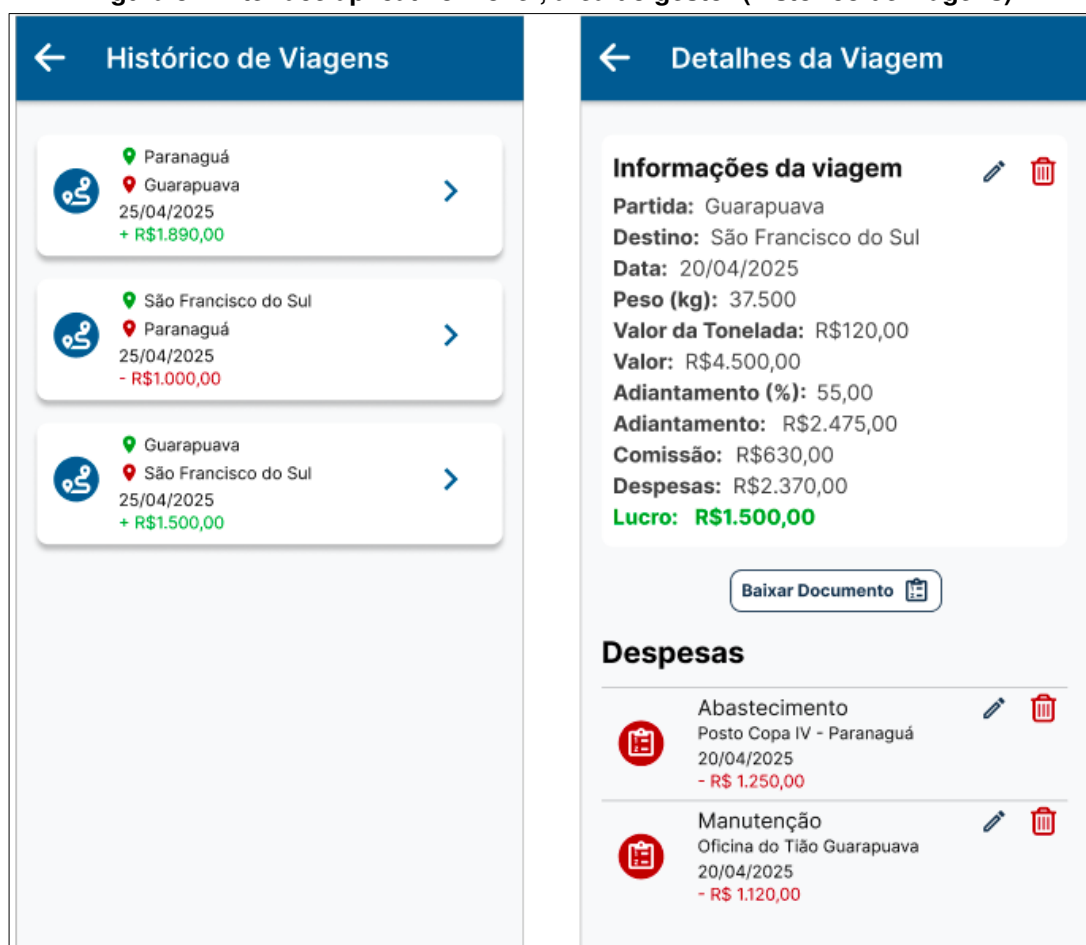 Histórico de Viagens
Paranaguá
Guarapuava
25/04/2025
+ R$1.890,00
São Francisco do Sul
Paranaguá
25/04/2025
- R$1.000,00
Guarapuava
São Francisco do Sul
25/04/2025
+ R$1.500,00
Detalhes da Viagem
Informações da viagem
Partida: Guarapuava
Destino: São Francisco do Sul
Data: 20/04/2025
Peso (kg): 37.500
Valor da Tonelada: R$120,00
Valor: R$4.500,00
Adiantamento (%): 55,00
Adiantamento: R$2.475,00
Comissão: R$630,00
Despesas: R$2.370,00
Lucro: R$1.500,00
Baixar Documento
Despesas
Abastecimento
Posto Copa IV - Paranaguá
20/04/2025
- R$ 1.250,00
Manutenção
Oficina do Tião Guarapuava
20/04/2025
- R$ 1.120,00